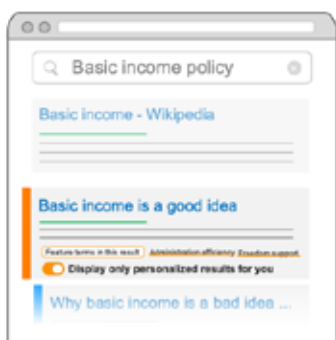 Basic income policy
Basic income - Wikipedia
Basic income is a good idea
Feature terms in this result Administration efficiency Freedom support
Display only personalized results for you
Why basic income is a bad idea ...